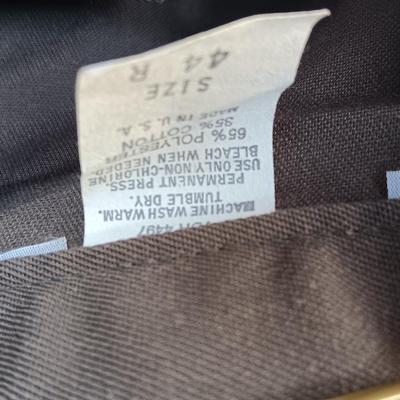 4497
MACHINE WASH WARM.
TUMBLE DRY.
PERMANENT PRESS.
USE ONLY NON-CHLORINE
BLEACH WHEN NEEDED.
65% POLYESTER
35% COTTON
MADE IN U.S.A.
SIZE
44 R